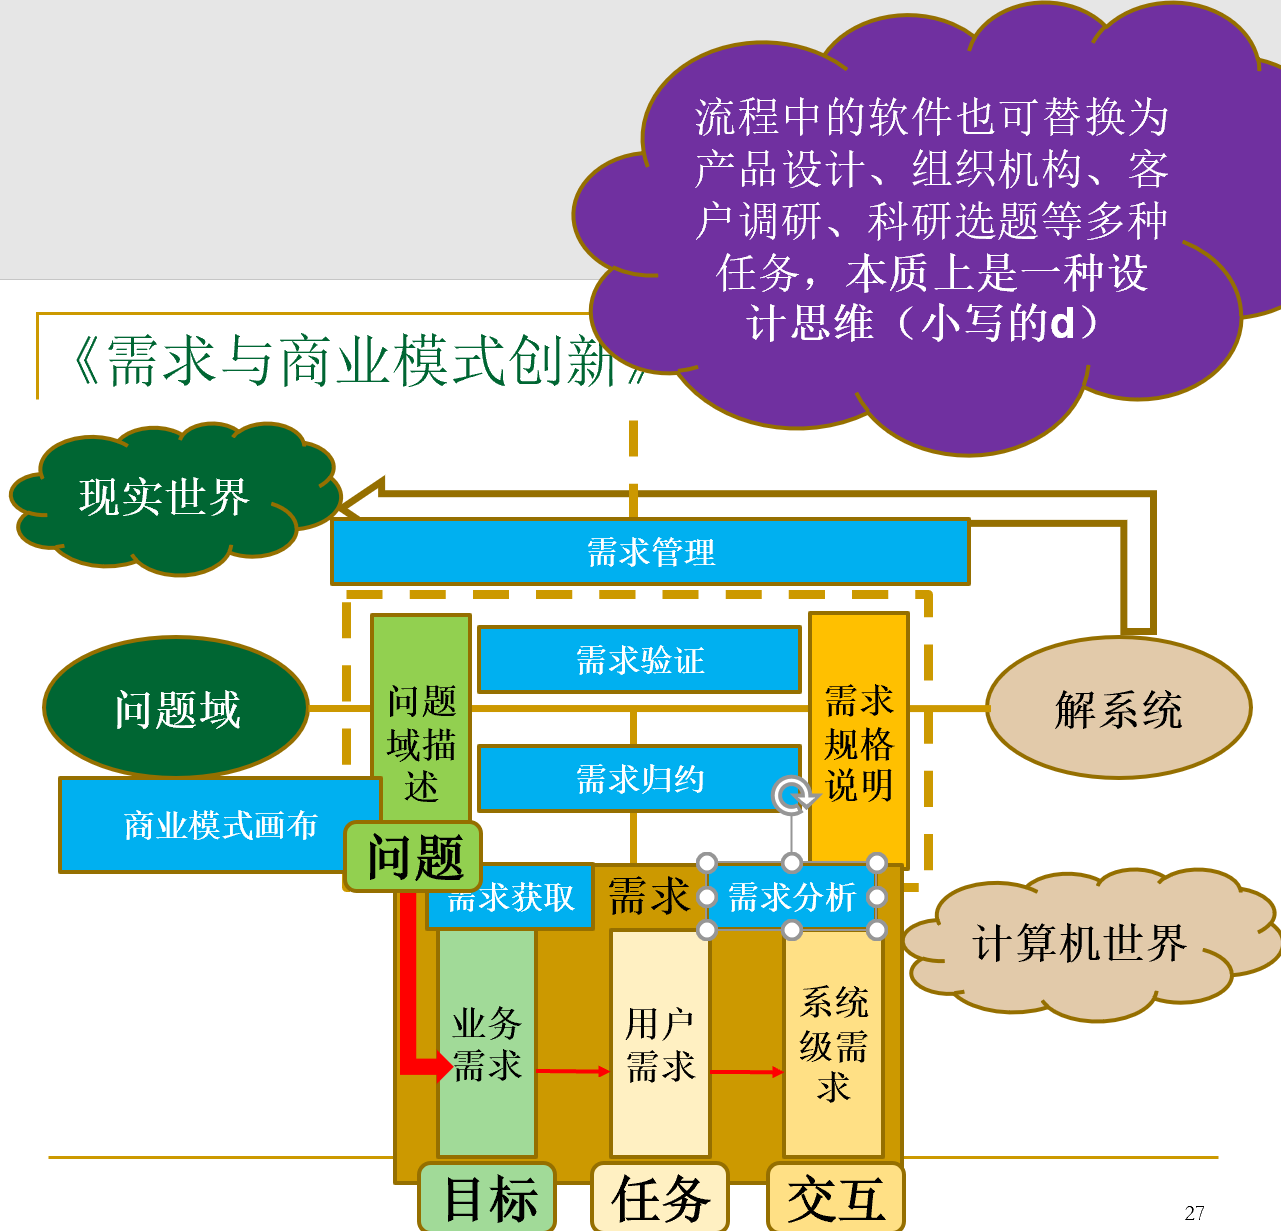 流程中的软件也可替换为
产品设计、组织机构、客
户调研、科研选题等多种
任务，本质上是一种设
计思维（小写的d）
《需求与商业模式创新》
现实世界
需求管理
问题域
问题
域描
述
需求验证
需求归约
需求
规格
说明
解系统
商业模式画布
问题
需求获取
需求
需求分析
计算机世界
业务
需求
用户
需求
系统
级需
求
目标
任务
交互
27